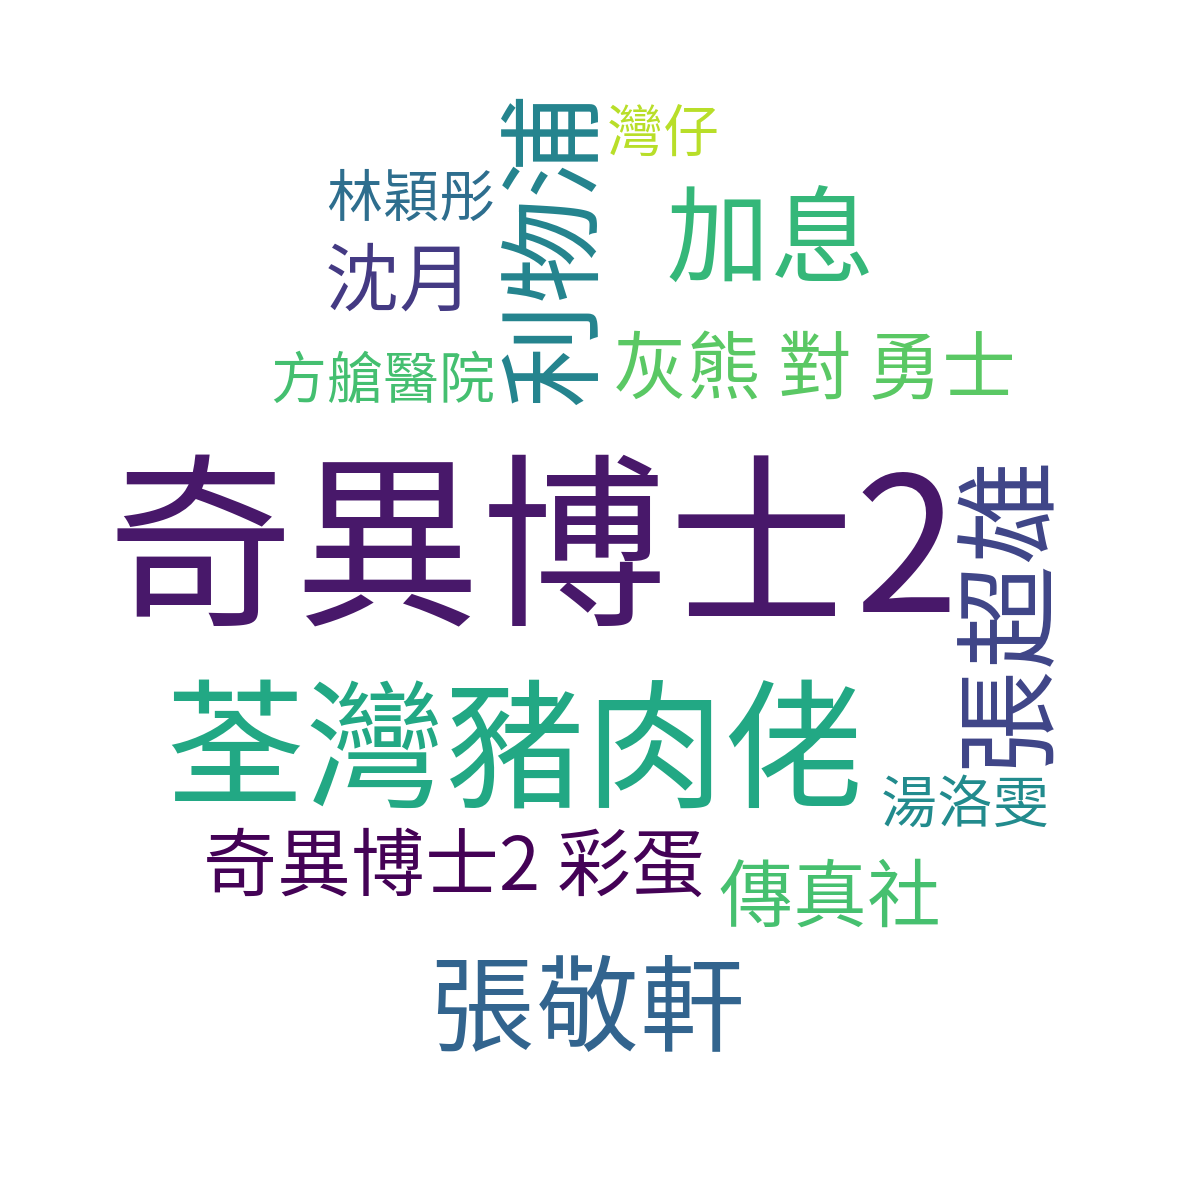 灣仔
林穎彤
利物浦
加息
沈月
灰熊 對 勇士
方艙醫院
奇異博士2
張超雄
荃灣豬肉佬
湯洛雯
奇異博士2 彩蛋
傳真社
張敬軒